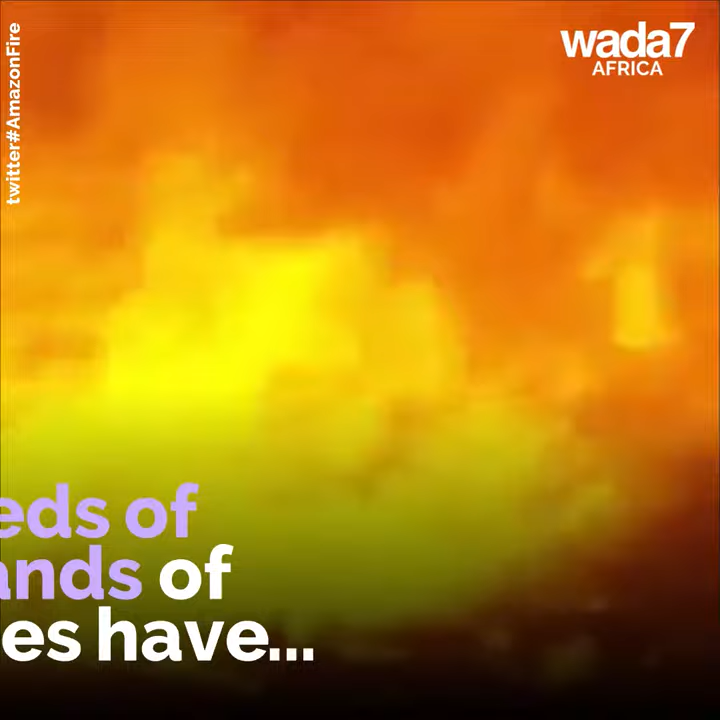 twitter#AmazonFire
wada7
AFRICA
eds of
ands of
es have...